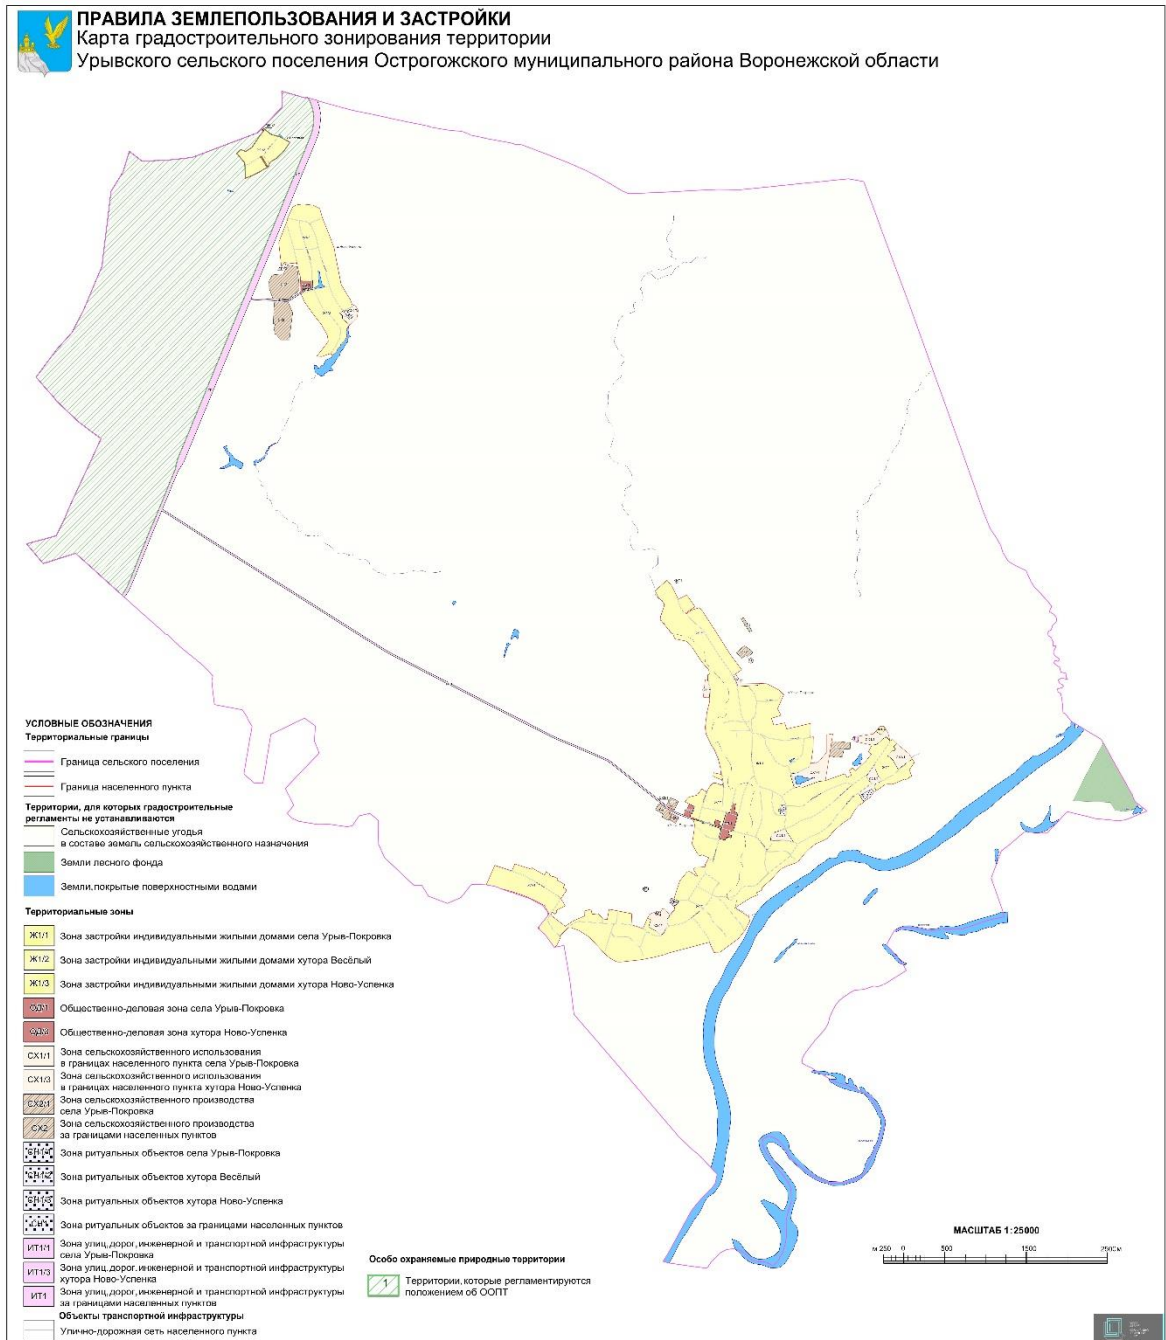 ПРАВИЛА ЗЕМЛЕПОЛЬЗОВАНИЯ И ЗАСТРОЙКИ
Карта градостроительного зонирования территории
Урывского сельского поселения Острогожского муниципального района Воронежской области
УСЛОВНЫЕ ОБОЗНАЧЕНИЯ
Территориальные границы
Граница сельского поселения
Граница населенного пункта
Территории, для которых градостроительные
регламенты не устанавливаются
Сельскохозяйственные угодья
в составе земель сельскохозяйственного назначения
Земли лесного фонда
Земли, покрытые поверхностными водами
Территориальные зоны
Ж1/1 Зона застройки индивидуальными жилыми домами села Урыв-Покровка
Ж1/2 Зона застройки индивидуальными жилыми домами хутора Весёлый
Ж1/3 Зона застройки индивидуальными жилыми домами хутора Ново-Успенка
Общественно-деловая зона села Урыв-Покровка
Общественно-деловая зона хутора Ново-Успенка
СХ1/1 Зона сельскохозяйственного использования
в границах населенного пункта села Урыв-Покровка
СХ1/3 Зона сельскохозяйственного использования
в границах населенного пункта хутора Ново-Успенка
СХ2/1 Зона сельскохозяйственного производства
села Урыв-Покровка
СХ2 Зона сельскохозяйственного производства
за границами населенных пунктов
Зона ритуальных объектов села Урыв-Покровка
Зона ритуальных объектов хутора Весёлый
Зона ритуальных объектов хутора Ново-Успенка
Зона ритуальных объектов за границами населенных пунктов
ИТ1/1 Зона улиц, дорог, инженерной и транспортной инфраструктуры
села Урыв-Покровка
ИТ1/3 Зона улиц, дорог, инженерной и транспортной инфраструктуры
хутора Ново-Успенка
ИТ1 Зона улиц, дорог, инженерной и транспортной инфраструктуры
за границами населенных пунктов
Объекты транспортной инфраструктуры
Улично-дорожная сеть населенного пункта
Особо охраняемые природные территории
1 Территории, которые регламентируются
положением об ООПТ
МАСШТАБ 1:25000
м 250 0 500 1500 2500м